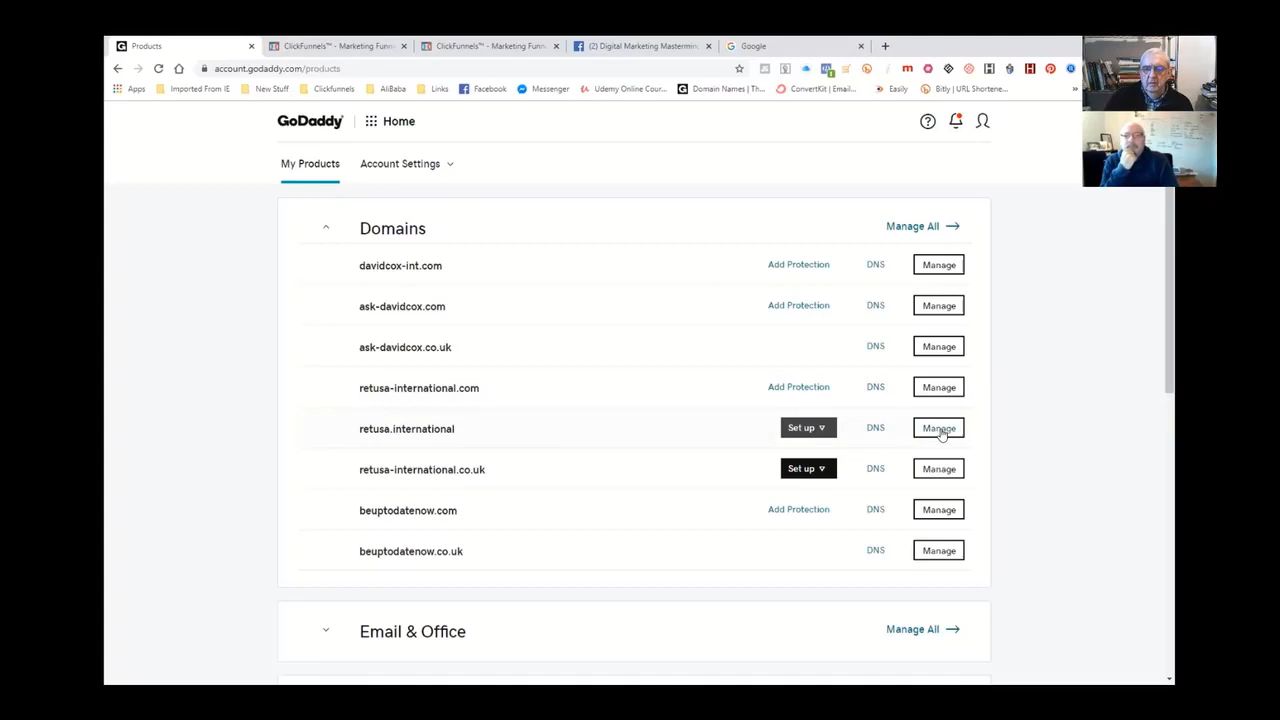 Products
ClickFunnels™ - Marketing Funn
ClickFunnels™ - Marketing Funn
(2) Digital Marketing Mastermin
Google
account.godaddy.com/products
Apps
Imported From IE
New Stuff
Clickfunnels
AliBaba
Links
Facebook
Messenger
Udemy Online Cour...
Domain Names | Th...
ConvertKit | Email...
Easily
Bitly | URL Shortene...
GoDaddy
Home
My Products
Account Settings
Domains
Manage All
davidcox-int.com Add Protection DNS Manage
ask-davidcox.com Add Protection DNS Manage
ask-davidcox.co.uk DNS Manage
retusa-international.com Add Protection DNS Manage
retusa.international Set up DNS Manage
retusa-international.co.uk Set up DNS Manage
beuptodatenow.com Add Protection DNS Manage
beuptodatenow.co.uk DNS Manage
Email & Office Manage All